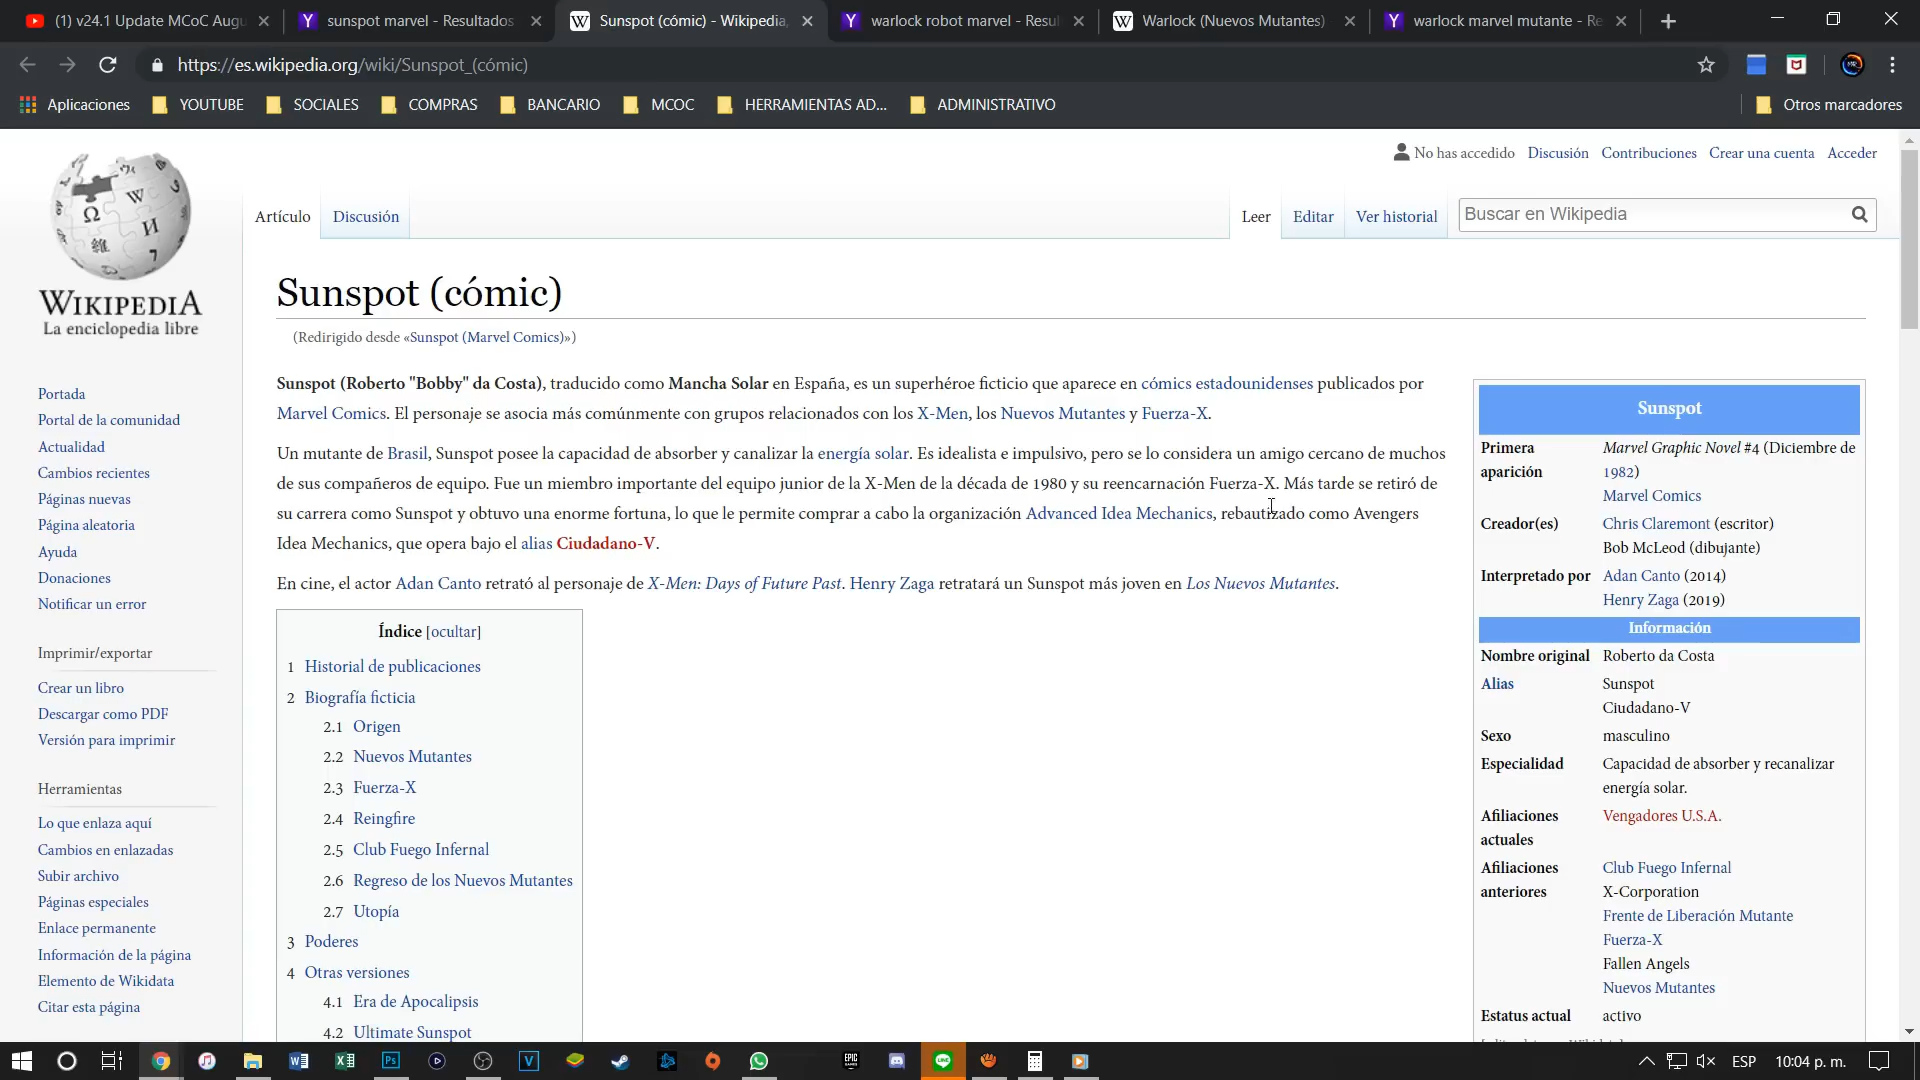 (1) v24.1 Update MCoC Augu
sunspot marvel - Resultados
Sunspot (cómic) - Wikipedia,
warlock robot marvel - Resul
Warlock (Nuevos Mutantes)
warlock marvel mutante - Re
https://es.wikipedia.org/wiki/Sunspot_(cómic)
Aplicaciones YOUTUBE SOCIALES COMPRAS BANCARIO MCOC HERRAMIENTAS AD... ADMINISTRATIVO Otros marcadores
No has accedido Discusión Contribuciones Crear una cuenta Acceder
Artículo Discusión Leer Editar Ver historial Buscar en Wikipedia
WIKIPEDIA
La enciclopedia libre
Portada
Portal de la comunidad
Actualidad
Cambios recientes
Páginas nuevas
Página aleatoria
Ayuda
Donaciones
Notificar un error
Imprimir/exportar
Crear un libro
Descargar como PDF
Versión para imprimir
Herramientas
Lo que enlaza aquí
Cambios en enlazadas
Subir archivo
Páginas especiales
Enlace permanente
Información de la página
Elemento de Wikidata
Citar esta página
Sunspot (cómic)
(Redirigido desde «Sunspot (Marvel Comics)»)
Sunspot (Roberto "Bobby" da Costa), traducido como Mancha Solar en España, es un superhéroe ficticio que aparece en cómics estadounidenses publicados por
Marvel Comics. El personaje se asocia más comúnmente con grupos relacionados con los X-Men, los Nuevos Mutantes y Fuerza-X.
Un mutante de Brasil, Sunspot posee la capacidad de absorber y canalizar la energía solar. Es idealista e impulsivo, pero se lo considera un amigo cercano de muchos
de sus compañeros de equipo. Fue un miembro importante del equipo junior de la X-Men de la década de 1980 y su reencarnación Fuerza-X. Más tarde se retiró de
su carrera como Sunspot y obtuvo una enorme fortuna, lo que le permite comprar a cabo la organización Advanced Idea Mechanics, rebautizado como Avengers
Idea Mechanics, que opera bajo el alias Ciudadano-V.
En cine, el actor Adan Canto retrató al personaje de X-Men: Days of Future Past. Henry Zaga retratará un Sunspot más joven en Los Nuevos Mutantes.
Índice [ocultar]
1 Historial de publicaciones
2 Biografía ficticia
2.1 Origen
2.2 Nuevos Mutantes
2.3 Fuerza-X
2.4 Reingfire
2.5 Club Fuego Infernal
2.6 Regreso de los Nuevos Mutantes
2.7 Utopía
3 Poderes
4 Otras versiones
4.1 Era de Apocalipsis
4.2 Ultimate Sunspot
Sunspot
Primera aparición Marvel Graphic Novel #4 (Diciembre de
1982)
Marvel Comics
Creador(es) Chris Claremont (escritor)
Bob McLeod (dibujante)
Interpretado por Adan Canto (2014)
Henry Zaga (2019)
Información
Nombre original Roberto da Costa
Alias Sunspot
Ciudadano-V
Sexo masculino
Especialidad Capacidad de absorber y recanalizar
energía solar.
Afiliaciones actuales Vengadores U.S.A.
Afiliaciones anteriores Club Fuego Infernal
X-Corporation
Frente de Liberación Mutante
Fuerza-X
Fallen Angels
Nuevos Mutantes
Estatus actual activo
ESP 10:04 p. m.